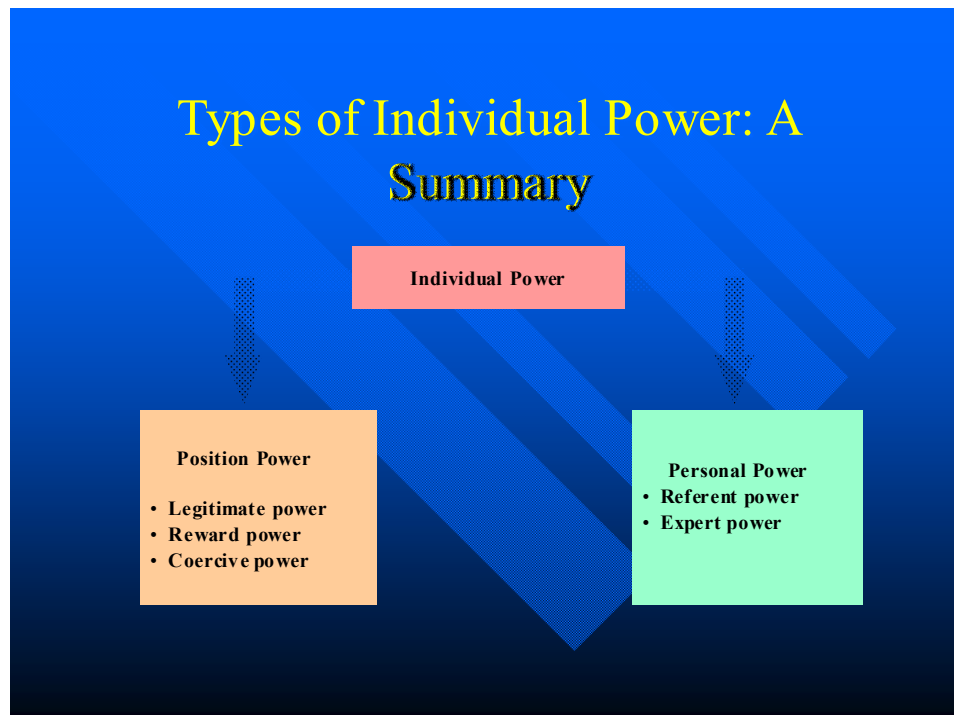 Types of Individual Power: A
Summary
Individual Power
Position Power
• Legitimate power
• Reward power
• Coercive power
Personal Power
• Referent power
• Expert power